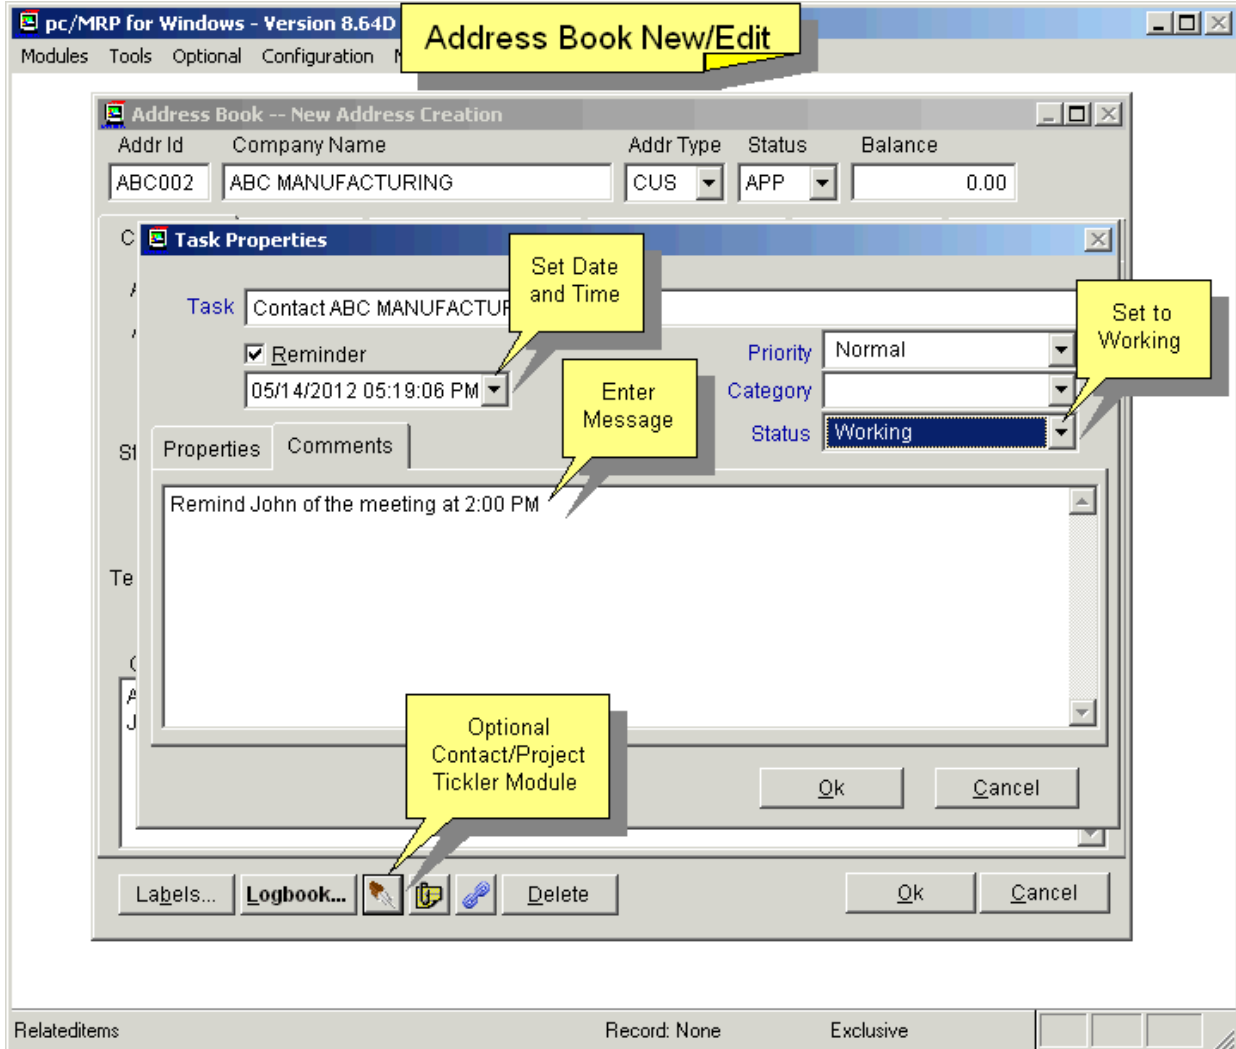 pc/MRP for Windows - Version 8.64D
Address Book New/Edit
Modules Tools Optional Configuration
Address Book -- New Address Creation
Addr Id Company Name Addr Type Status Balance
ABC002 ABC MANUFACTURING CUS APP 0.00
Task Properties
Set Date
and Time
Task Contact ABC MANUFACTUR
Set to
Working
Reminder
Priority Normal
05/14/2012 05:19:06 PM
Enter
Message
Category
Status Working
Properties Comments
Remind John of the meeting at 2:00 PM
Te
Optional
Contact/Project
Tickler Module
Ok Cancel
Labels... Logbook... Delete Ok Cancel
Relateditems Record: None Exclusive